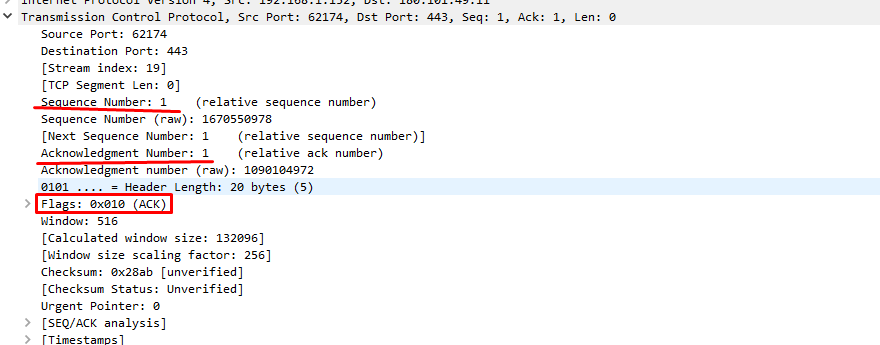 Internet Protocol Version 4, Src: 192.168.1.152, Dst: 180.101.49.11
Transmission Control Protocol, Src Port: 62174, Dst Port: 443, Seq: 1, Ack: 1, Len: 0
Source Port: 62174
Destination Port: 443
[Stream index: 19]
[TCP Segment Len: 0]
Sequence Number: 1    (relative sequence number)
Sequence Number (raw): 1670550978
[Next Sequence Number: 1    (relative sequence number)]
Acknowledgment Number: 1    (relative ack number)
Acknowledgment number (raw): 1090104972
0101 .... = Header Length: 20 bytes (5)
Flags: 0x010 (ACK)
Window: 516
[Calculated window size: 132096]
[Window size scaling factor: 256]
Checksum: 0x28ab [unverified]
[Checksum Status: Unverified]
Urgent Pointer: 0
[SEQ/ACK analysis]
[Timestamps]